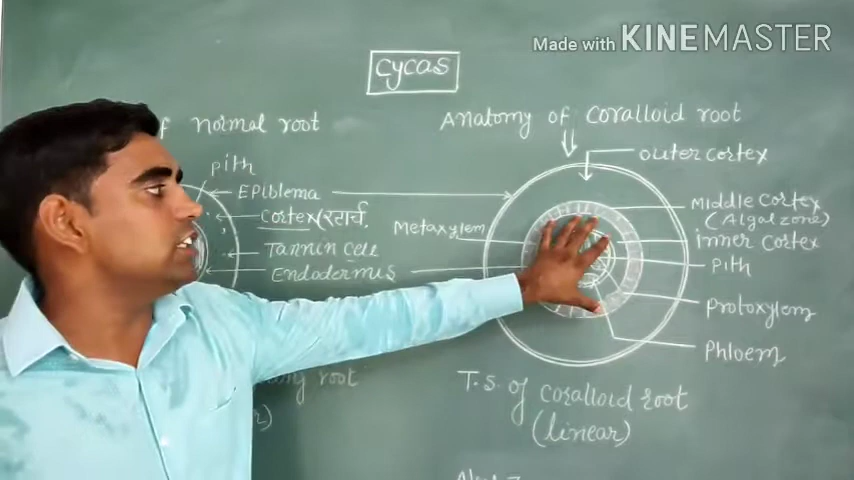 Made with KINEMASTER
Cycas
f normal root
Anatomy of coralloid root
pith
outer cortex
Epiblema
Cortex (स्टार्च,
Middle Cortex
(Algal zone)
Metaxylem
inner Cortex
Tannin Cell
pith
Endodermis
protoxylem
phloem
root
T.S. of coralloid root
(linear)